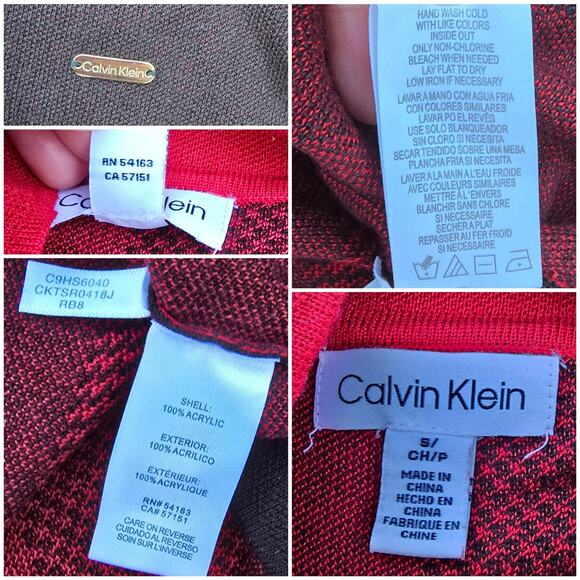 Calvin Klein
RN 54163
CA 57151
C
Klein
HAND WASH COLD
WITH LIKE COLORS
INSIDE OUT
ONLY NON-CHLORINE
BLEACH WHEN NEEDED
LAY FLAT TO DRY
LOW IRON IF NECESSARY
LAVAR A MANO CON AGUA FRIA
CON COLORES SIMILARES
LAVAR PO EL REVÉS
USE SOLO BLANQUEADOR
SIN CLORO SI NECESITA
SECAR TENDIDO SOBRE UNA MESA
PLANCHA FRIA SI NECESITA
LAVER A LA MAIN A L'EAU FROIDE
AVEC COULEURS SIMILAIRES
METTRE À L'ENVERS
BLANCHIR SANS CHLORE
SI NECESSAIRE
SECHER A PLAT
REPASSER AU FER FROID
SI NECESSAIRE
C9HS6040
CKTSR0418J
RB8
SHELL:
100% ACRYLIC
EXTERIOR:
100% ACRILICO
EXTÉRIEUR:
100% ACRYLIQUE
RN# 54163
CA# 57151
CARE ON REVERSE
CUIDADO AL REVERSO
SOIN SUR L'INVERSE
Calvin Klein
S/
CH/P
MADE IN
CHINA
HECHO EN
CHINA
FABRIQUE EN
CHINE